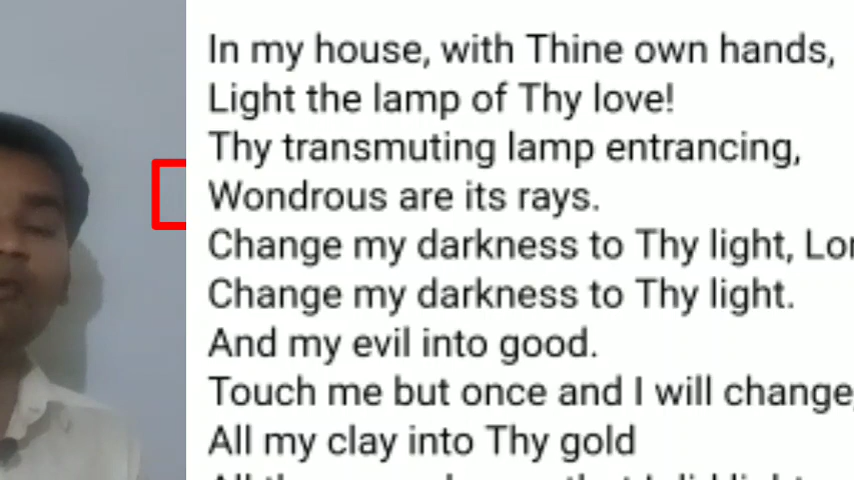 In my house, with Thine own hands,
Light the lamp of Thy love!
Thy transmuting lamp entrancing,
Wondrous are its rays.
Change my darkness to Thy light,
Change my darkness to Thy light.
And my evil into good.
Touch me but once and I will change,
All my clay into Thy gold